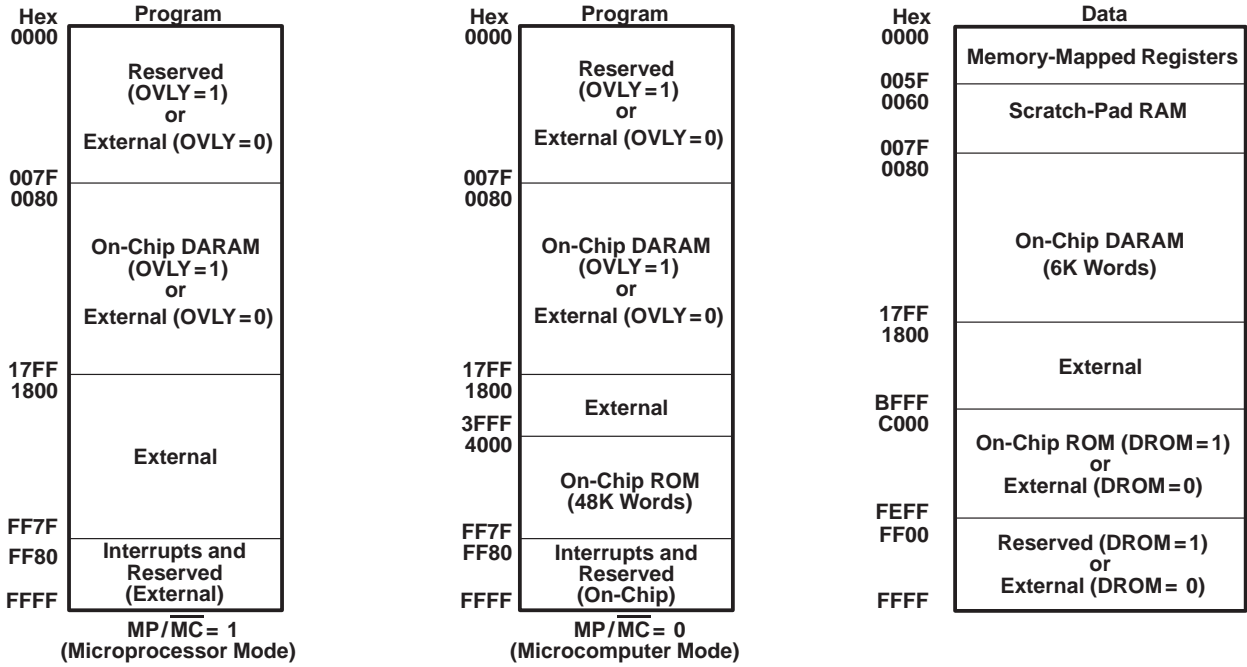 Hex
Program
0000
Reserved
(OVLY = 1)
or
External (OVLY = 0)
007F
0080
On-Chip DARAM
(OVLY = 1)
or
External (OVLY = 0)
17FF
1800
External
FF7F
FF80
Interrupts and
Reserved
(External)
FFFF
MP/M̅C̅ = 1
(Microprocessor Mode)
Hex
Program
0000
Reserved
(OVLY = 1)
or
External (OVLY = 0)
007F
0080
On-Chip DARAM
(OVLY = 1)
or
External (OVLY = 0)
17FF
1800
External
3FFF
4000
On-Chip ROM
(48K Words)
FF7F
FF80
Interrupts and
Reserved
(On-Chip)
FFFF
MP/M̅C̅ = 0
(Microcomputer Mode)
Hex
Data
0000
Memory-Mapped Registers
005F
0060
Scratch-Pad RAM
007F
0080
On-Chip DARAM
(6K Words)
17FF
1800
External
BFFF
C000
On-Chip ROM (DROM = 1)
or
External (DROM = 0)
FEFF
FF00
Reserved (DROM = 1)
or
External (DROM = 0)
FFFF